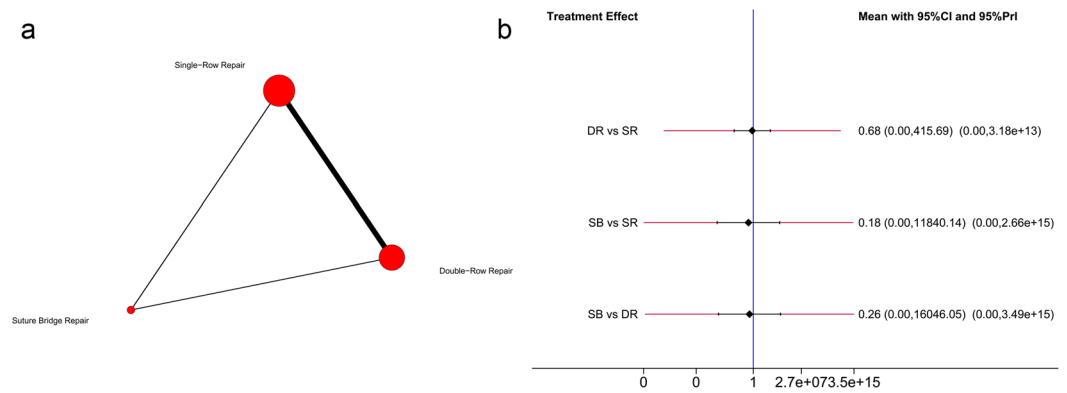 a
Single-Row Repair
Double-Row Repair
Suture Bridge Repair
b
Treatment Effect Mean with 95%CI and 95%PrI
DR vs SR 0.68 (0.00,415.69) (0.00,3.18e+13)
SB vs SR 0.18 (0.00,11840.14) (0.00,2.66e+15)
SB vs DR 0.26 (0.00,16046.05) (0.00,3.49e+15)
0 0 1 2.7e+073.5e+15